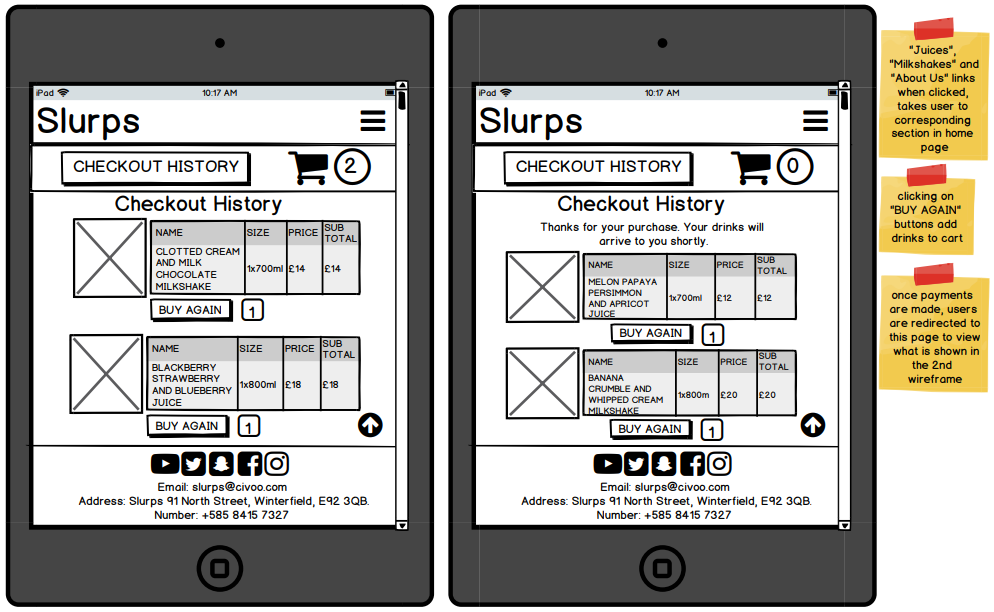 iPad 10:17 AM
Slurps
CHECKOUT HISTORY 2
Checkout History
NAME SIZE PRICE SUB TOTAL
CLOTTED CREAM
AND MILK
CHOCOLATE
MILKSHAKE
1x700ml £14 £14
BUY AGAIN 1
NAME SIZE PRICE SUB TOTAL
BLACKBERRY
STRAWBERRY
AND BLUEBERRY
JUICE
1x800ml £18 £18
BUY AGAIN 1
Email: slurps@civoo.com
Address: Slurps 91 North Street, Winterfield, E92 3QB.
Number: +585 8415 7327
iPad 10:17 AM
Slurps
CHECKOUT HISTORY 0
Checkout History
Thanks for your purchase. Your drinks will
arrive to you shortly.
NAME SIZE PRICE SUB TOTAL
MELON PAPAYA
PERSIMMON
AND APRICOT
JUICE
1x700ml £12 £12
BUY AGAIN 1
NAME SIZE PRICE SUB TOTAL
BANANA
CRUMBLE AND
WHIPPED CREAM
MILKSHAKE
1x800m £20 £20
BUY AGAIN 1
Email: slurps@civoo.com
Address: Slurps 91 North Street, Winterfield, E92 3QB.
Number: +585 8415 7327
"Juices",
"Milkshakes" and
"About Us" links
when clicked,
takes user to
corresponding
section in home
page
clicking on
"BUY AGAIN"
buttons add
drinks to cart
once payments
are made, users
are redirected to
this page to view
what is shown in
the 2nd
wireframe